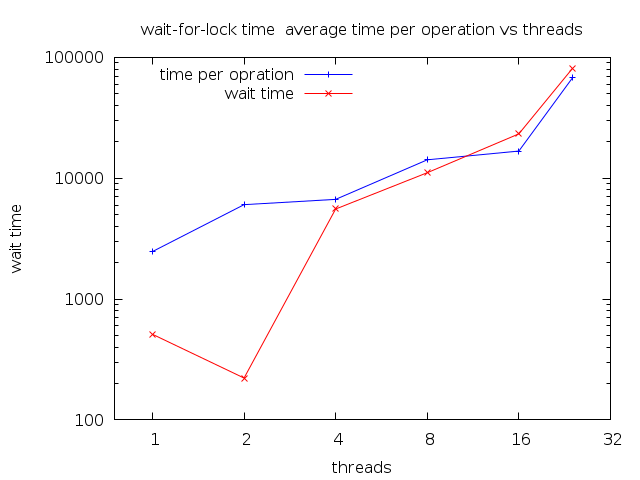 wait-for-lock time  average time per operation vs threads
100000
time per opration
wait time
10000
wait time
1000
100
1 2 4 8 16 32
threads